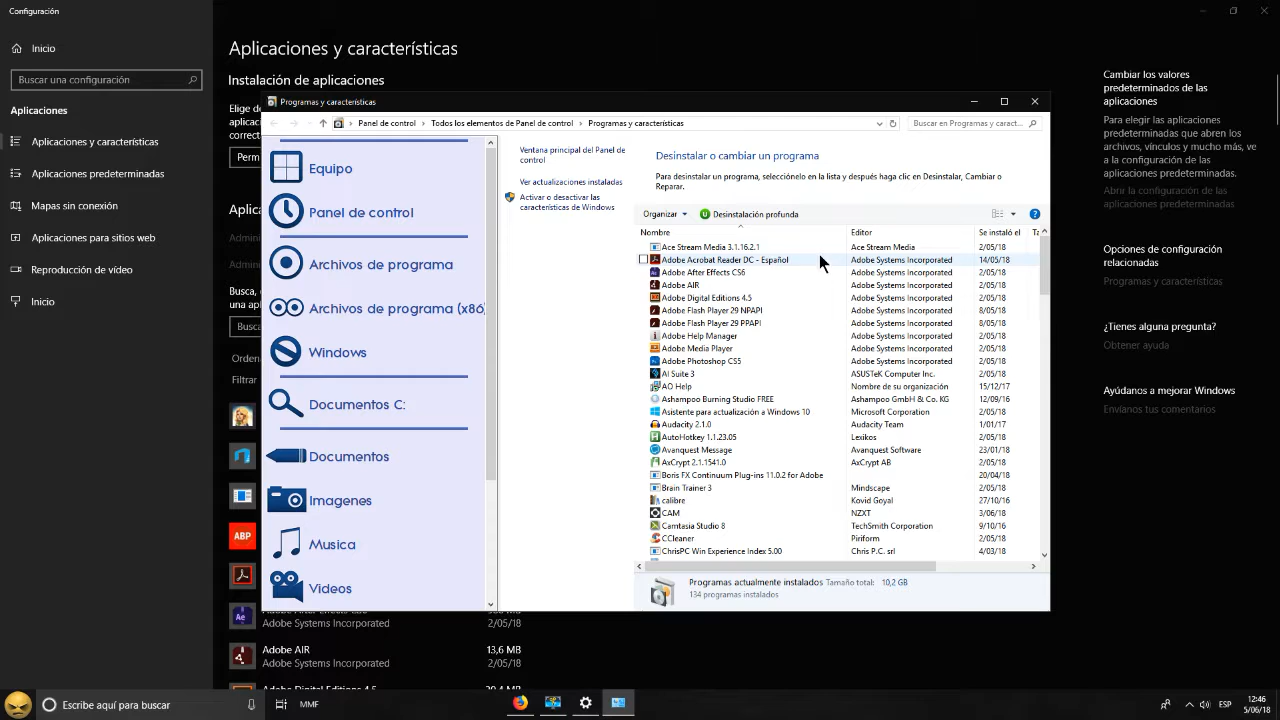 Configuración
Inicio
Buscar una configuración
Aplicaciones
Aplicaciones y características
Aplicaciones predeterminadas
Mapas sin conexión
Aplicaciones para sitios web
Reproducción de vídeo
Inicio
Aplicaciones y características
Instalación de aplicaciones
Elige de
aplicac
correct
Perm
Aplic
Admin
Admin
Busca,
una ap
Busca
Orden
Filtrar
ABP
Adobe Systems Incorporated
2/05/18
Adobe AIR
13,6 MB
Adobe Systems Incorporated
2/05/18
Adobe Digital Editions 4.5
Programas y características
Panel de control
Todos los elementos de Panel de control
Programas y características
Buscar en Programas y caract...
Equipo
Panel de control
Archivos de programa
Archivos de programa (x86)
Windows
Documentos C:
Documentos
Imagenes
Musica
Videos
Ventana principal del Panel de
control
Ver actualizaciones instaladas
Activar o desactivar las
características de Windows
Desinstalar o cambiar un programa
Para desinstalar un programa, selecciónelo en la lista y después haga clic en Desinstalar, Cambiar o
Reparar.
Organizar
Desinstalación profunda
Nombre Editor Se instaló el Ta
Ace Stream Media 3.1.16.2.1 Ace Stream Media 2/05/18
Adobe Acrobat Reader DC - Español Adobe Systems Incorporated 14/05/18
Adobe After Effects CS6 Adobe Systems Incorporated 2/05/18
Adobe AIR Adobe Systems Incorporated 2/05/18
Adobe Digital Editions 4.5 Adobe Systems Incorporated 2/05/18
Adobe Flash Player 29 NPAPI Adobe Systems Incorporated 8/05/18
Adobe Flash Player 29 PPAPI Adobe Systems Incorporated 8/05/18
Adobe Help Manager Adobe Systems Incorporated 2/05/18
Adobe Media Player Adobe Systems Incorporated 2/05/18
Adobe Photoshop CS5 Adobe Systems Incorporated 2/05/18
AI Suite 3 ASUSTeK Computer Inc. 2/05/18
AO Help Nombre de su organización 15/12/17
Ashampoo Burning Studio FREE Ashampoo GmbH & Co. KG 12/09/16
Asistente para actualización a Windows 10 Microsoft Corporation 2/05/18
Audacity 2.1.0 Audacity Team 1/01/17
AutoHotkey 1.1.23.05 Lexikos 2/05/18
Avanquest Message Avanquest Software 23/01/18
AxCrypt 2.1.1541.0 AxCrypt AB 2/05/18
Boris FX Continuum Plug-ins 11.0.2 for Adobe 20/04/18
Brain Trainer 3 Mindscape 2/05/18
calibre Kovid Goyal 27/10/16
CAM NZXT 3/06/18
Camtasia Studio 8 TechSmith Corporation 9/10/16
CCleaner Piriform 2/05/18
ChrisPC Win Experience Index 5.00 Chris P.C. srl 4/03/18
Programas actualmente instalados Tamaño total: 10,2 GB
134 programas instalados
Cambiar los valores
predeterminados de las
aplicaciones
Para elegir las aplicaciones
predeterminadas que abren los
archivos, vínculos y mucho más, ve
a la configuración de las
aplicaciones predeterminadas.
Abrir la configuración de las
aplicaciones predeterminadas
Opciones de configuración
relacionadas
Programas y características
¿Tienes alguna pregunta?
Obtener ayuda
Ayúdanos a mejorar Windows
Envíanos tus comentarios
Escribe aquí para buscar
MMF
ESP
12:46
5/06/18